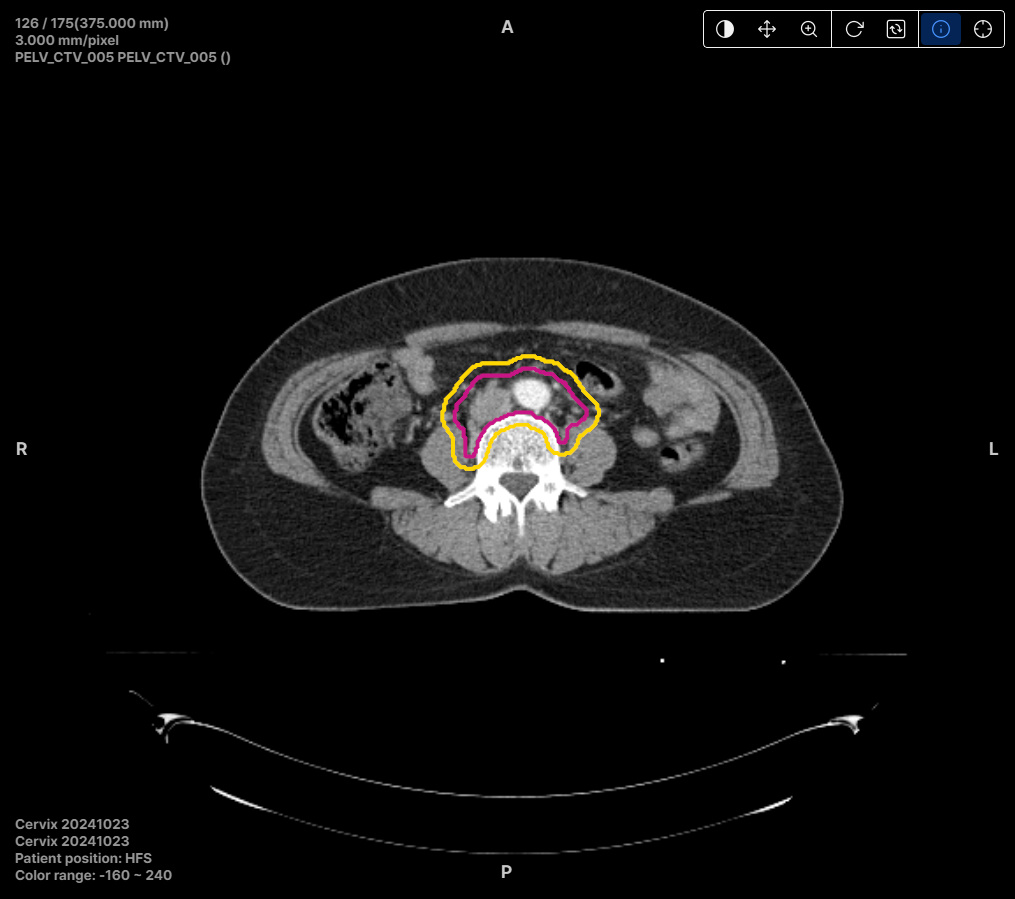 126 / 175(375.000 mm)
3.000 mm/pixel
PELV_CTV_005 PELV_CTV_005 ()
A
R
L
Cervix 20241023
Cervix 20241023
Patient position: HFS
Color range: -160 ~ 240
P